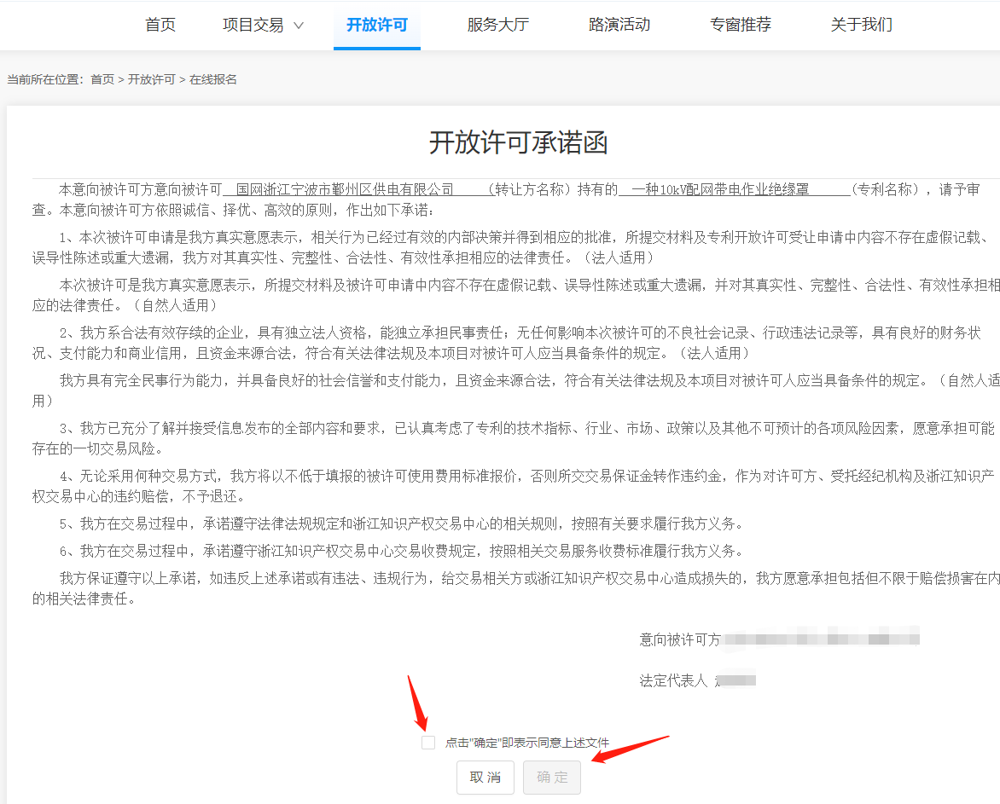 首页 项目交易 开放许可 服务大厅 路演活动 专窗推荐 关于我们
当前所在位置：首页 > 开放许可 > 在线报名
开放许可承诺函
本意向被许可方意向被许可 国网浙江宁波市鄞州区供电有限公司 （转让方名称）持有的 一种10kV配网带电作业绝缘罩 （专利名称），请予审
查。本意向被许可方依照诚信、择优、高效的原则，作出如下承诺：
1、本次被许可申请是我方真实意愿表示，相关行为已经过有效的内部决策并得到相应的批准，所提交材料及专利开放许可受让申请中内容不存在虚假记载、
误导性陈述或重大遗漏，我方对其真实性、完整性、合法性、有效性承担相应的法律责任。（法人适用）
本次被许可是我方真实意愿表示，所提交材料及被许可申请中内容不存在虚假记载、误导性陈述或重大遗漏，并对其真实性、完整性、合法性、有效性承担相
应的法律责任。（自然人适用）
2、我方系合法有效存续的企业，具有独立法人资格，能独立承担民事责任；无任何影响本次被许可的不良社会记录、行政违法记录等，具有良好的财务状
况、支付能力和商业信用，且资金来源合法，符合有关法律法规及本项目对被许可人应当具备条件的规定。（法人适用）
我方具有完全民事行为能力，并具备良好的社会信誉和支付能力，且资金来源合法，符合有关法律法规及本项目对被许可人应当具备条件的规定。（自然人适
用）
3、我方已充分了解并接受信息发布的全部内容和要求，已认真考虑了专利的技术指标、行业、市场、政策以及其他不可预计的各项风险因素，愿意承担可能
存在的一切交易风险。
4、无论采用何种交易方式，我方将以不低于填报的被许可使用费用标准报价，否则所交交易保证金转作违约金，作为对许可方、受托经纪机构及浙江知识产
权交易中心的违约赔偿，不予退还。
5、我方在交易过程中，承诺遵守法律法规规定和浙江知识产权交易中心的相关规则，按照有关要求履行我方义务。
6、我方在交易过程中，承诺遵守浙江知识产权交易中心交易收费规定，按照相关交易服务收费标准履行我方义务。
我方保证遵守以上承诺，如违反上述承诺或有违法、违规行为，给交易相关方或浙江知识产权交易中心造成损失的，我方愿意承担包括但不限于赔偿损害在内
的相关法律责任。
意向被许可方
法定代表人
点击"确定"即表示同意上述文件
取 消 确 定